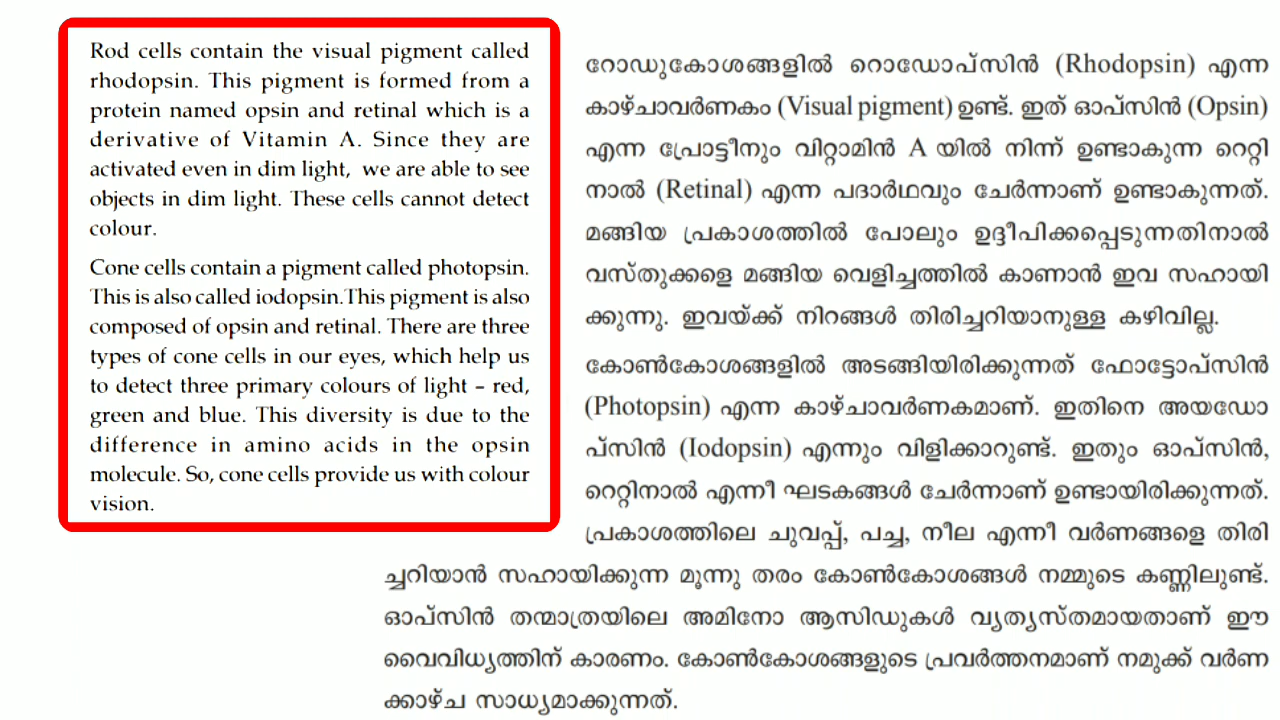 Rod cells contain the visual pigment called
rhodopsin. This pigment is formed from a
protein named opsin and retinal which is a
derivative of Vitamin A. Since they are
activated even in dim light, we are able to see
objects in dim light. These cells cannot detect
colour.
Cone cells contain a pigment called photopsin.
This is also called iodopsin.This pigment is also
composed of opsin and retinal. There are three
types of cone cells in our eyes, which help us
to detect three primary colours of light – red,
green and blue. This diversity is due to the
difference in amino acids in the opsin
molecule. So, cone cells provide us with colour
vision.
റോഡുകോശങ്ങളിൽ റൊഡോപ്സിൻ (Rhodopsin) എന്ന
കാഴ്ചാവർണകം (Visual pigment) ഉണ്ട്. ഇത് ഓപ്സിൻ (Opsin)
എന്ന പ്രോട്ടീനും വിറ്റാമിൻ A യിൽ നിന്ന് ഉണ്ടാകുന്ന റെറ്റി
നാൽ (Retinal) എന്ന പദാർഥവും ചേർന്നാണ് ഉണ്ടാകുന്നത്.
മങ്ങിയ പ്രകാശത്തിൽ പോലും ഉദ്ദീപിക്കപ്പെടുന്നതിനാൽ
വസ്തുക്കളെ മങ്ങിയ വെളിച്ചത്തിൽ കാണാൻ ഇവ സഹായി
ക്കുന്നു. ഇവയ്ക്ക് നിറങ്ങൾ തിരിച്ചറിയാനുള്ള കഴിവില്ല.
കോൺകോശങ്ങളിൽ അടങ്ങിയിരിക്കുന്നത് ഫോട്ടോപ്സിൻ
(Photopsin) എന്ന കാഴ്ചാവർണകമാണ്. ഇതിനെ അയഡോ
പ്സിൻ (Iodopsin) എന്നും വിളിക്കാറുണ്ട്. ഇതും ഓപ്സിൻ,
റെറ്റിനാൽ എന്നീ ഘടകങ്ങൾ ചേർന്നാണ് ഉണ്ടായിരിക്കുന്നത്.
പ്രകാശത്തിലെ ചുവപ്പ്, പച്ച, നീല എന്നീ വർണങ്ങളെ തിരി
ച്ചറിയാൻ സഹായിക്കുന്ന മൂന്നു തരം കോൺകോശങ്ങൾ നമ്മുടെ കണ്ണിലുണ്ട്.
ഓപ്സിൻ തന്മാത്രയിലെ അമിനോ ആസിഡുകൾ വ്യത്യസ്തമായതാണ് ഈ
വൈവിധ്യത്തിന് കാരണം. കോൺകോശങ്ങളുടെ പ്രവർത്തനമാണ് നമുക്ക് വർണ
ക്കാഴ്ച സാധ്യമാക്കുന്നത്.